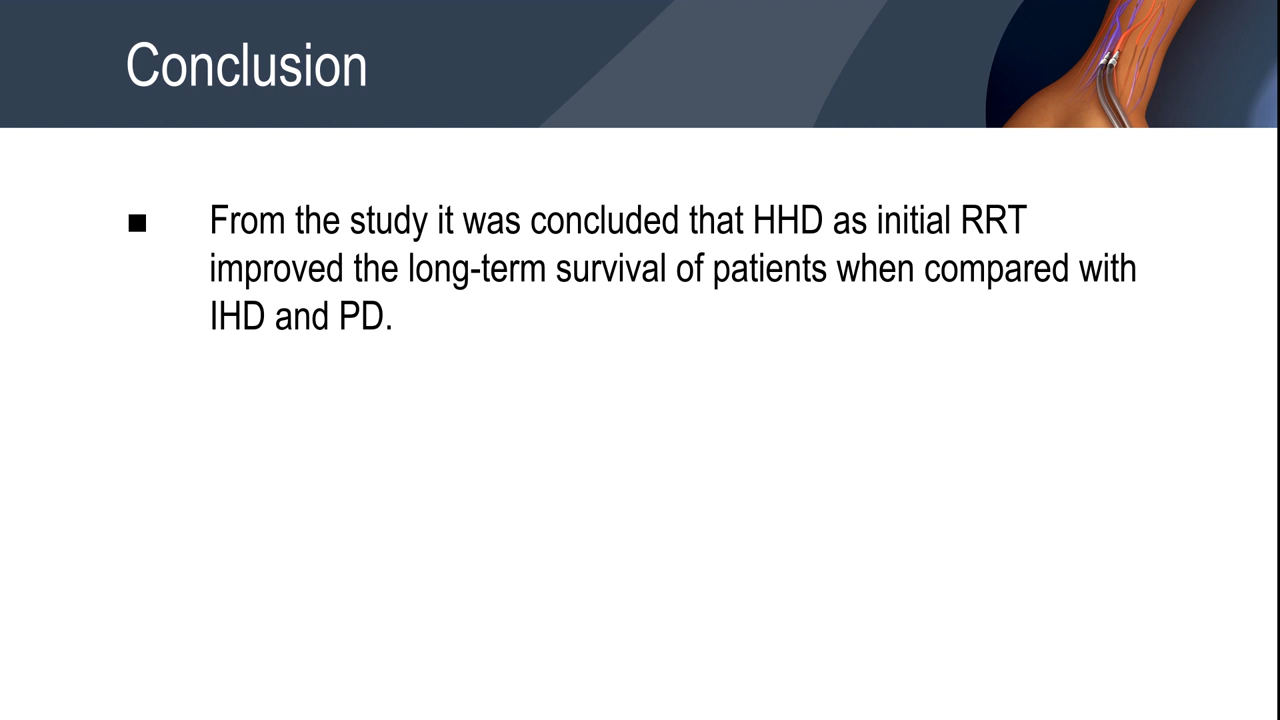 Conclusion
■ From the study it was concluded that HHD as initial RRT
improved the long-term survival of patients when compared with
IHD and PD.